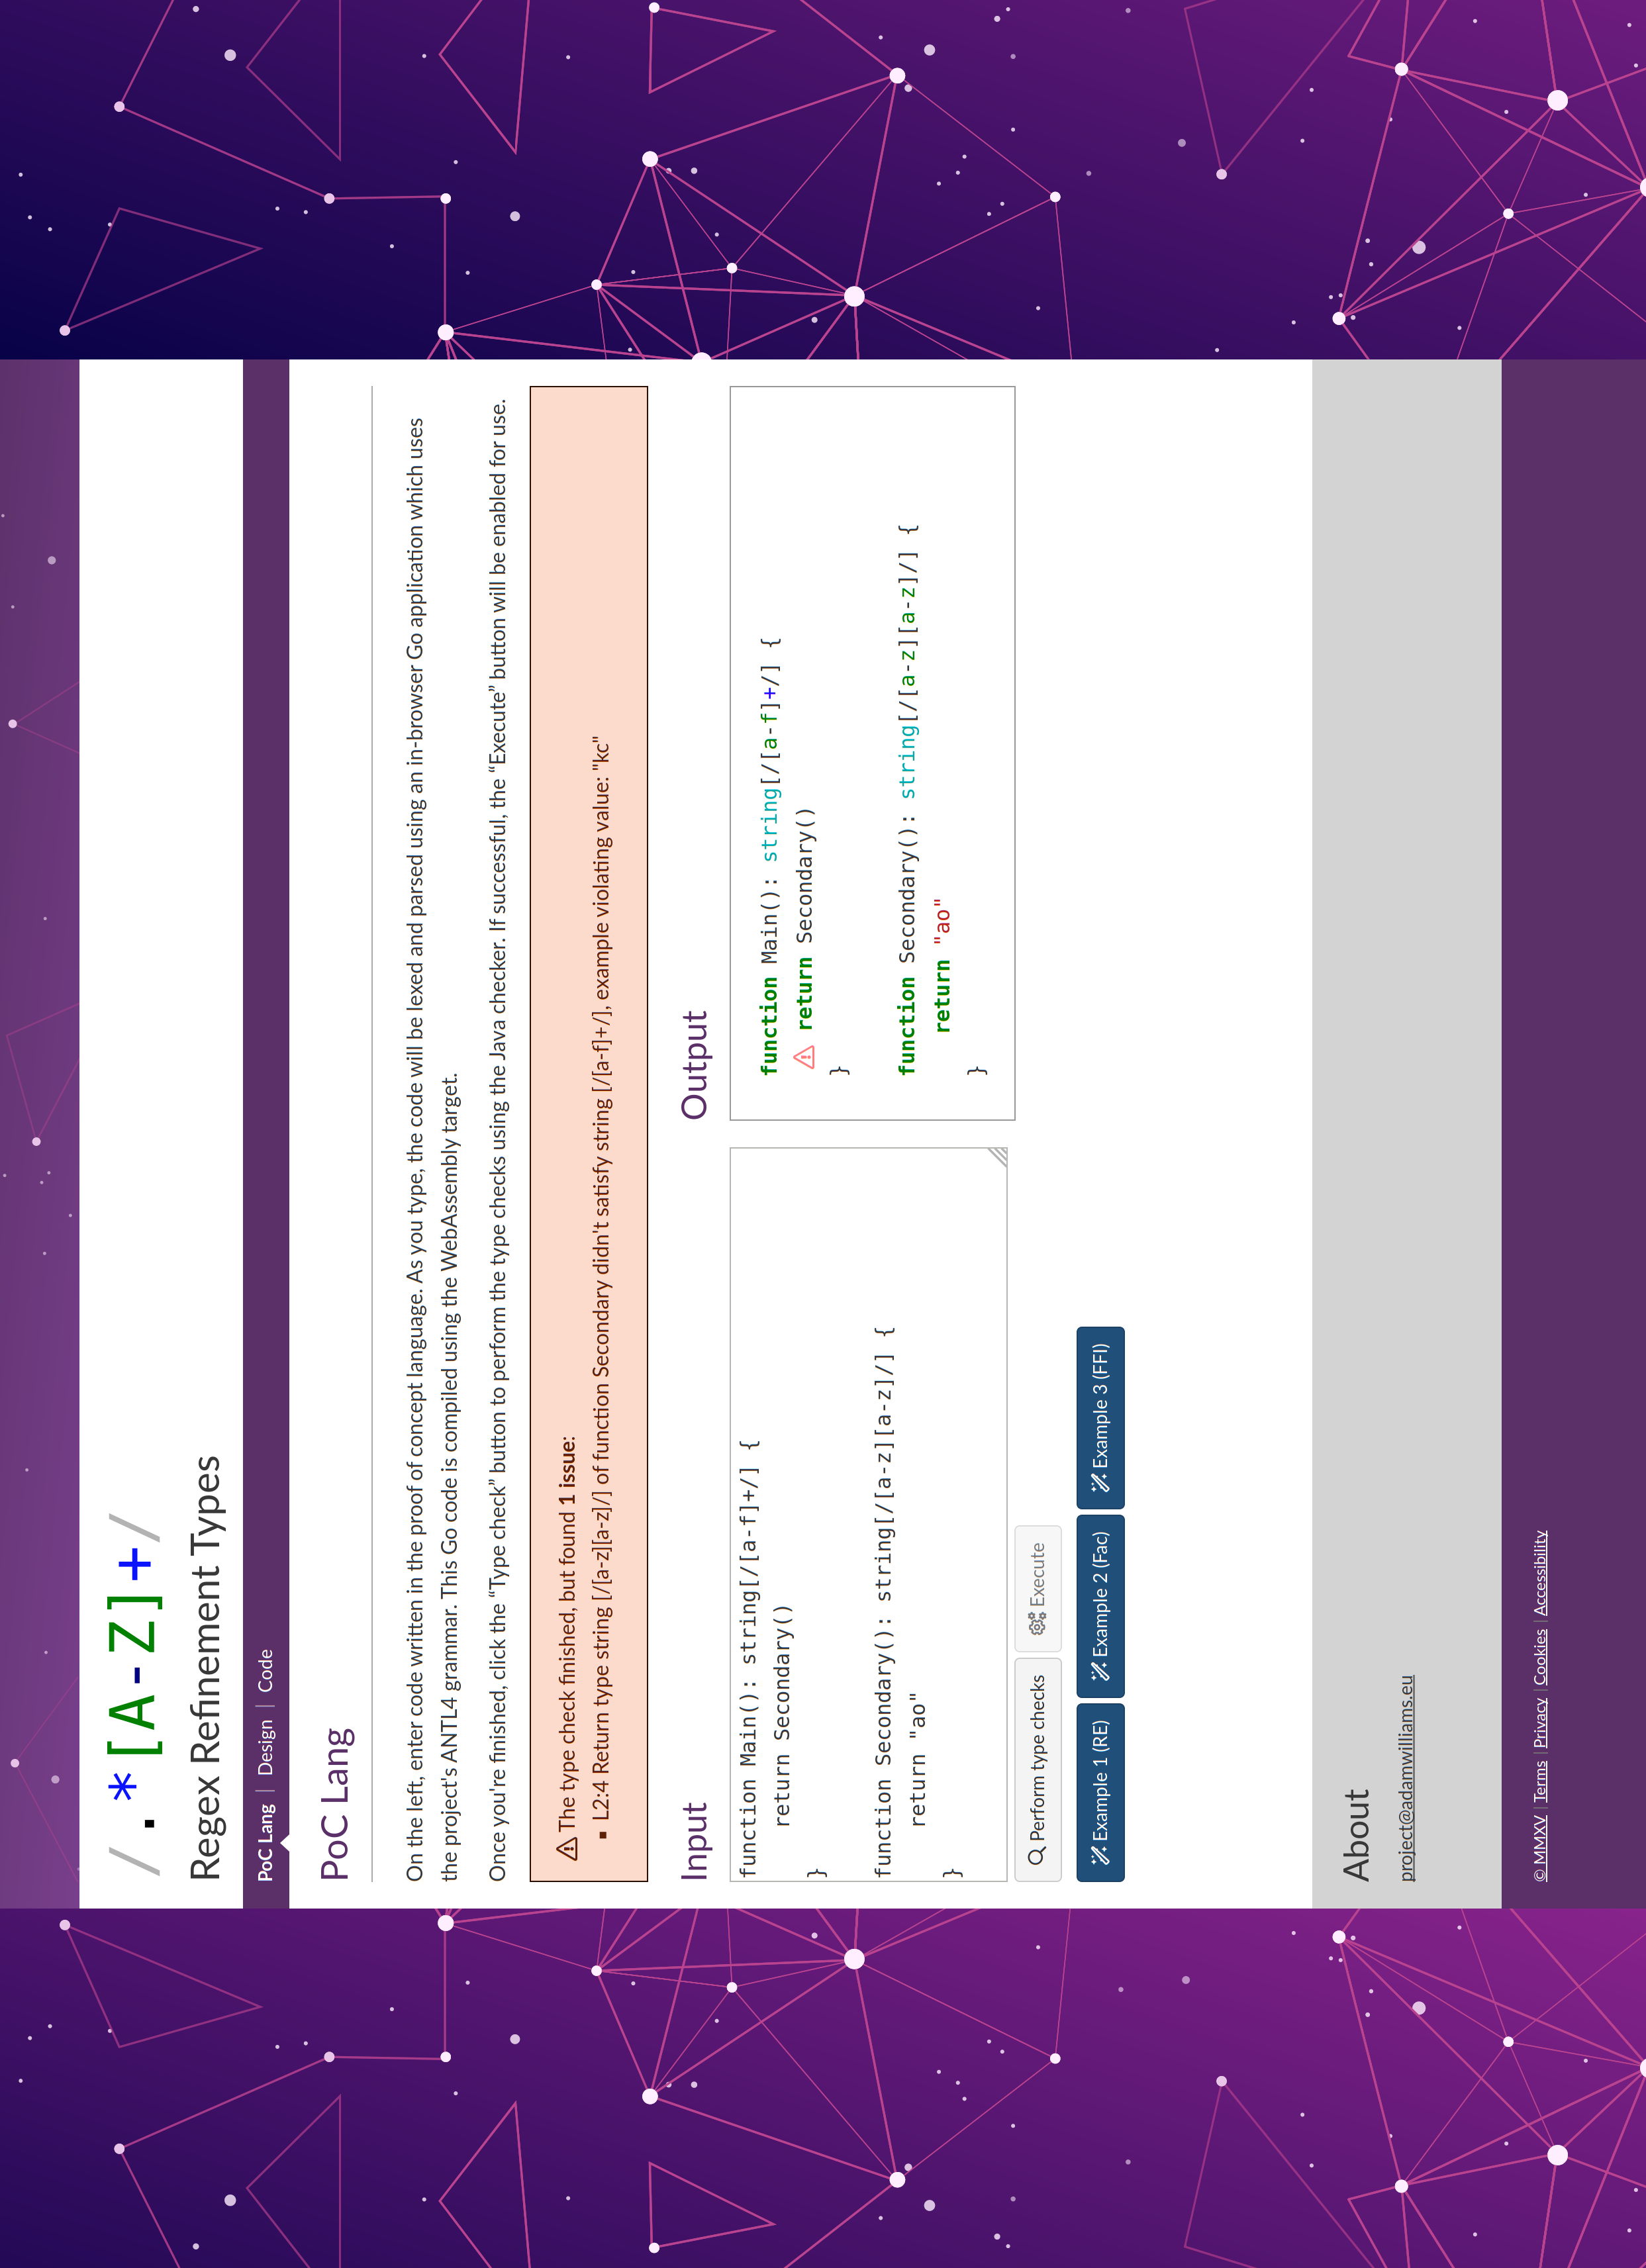 /.*[A-Z]+/
Regex Refinement Types
PoC Lang | Design | Code
PoC Lang
On the left, enter code written in the proof of concept language. As you type, the code will be lexed and parsed using an in-browser Go application which uses
the project's ANTL4 grammar. This Go code is compiled using the WebAssembly target.
Once you're finished, click the “Type check” button to perform the type checks using the Java checker. If successful, the “Execute” button will be enabled for use.
The type check finished, but found 1 issue:
▪ L2:4 Return type string [/[a-z][a-z]/] of function Secondary didn't satisfy string [/[a-f]+/], example violating value: "kc"
Input
function Main(): string[/[a-f]+/] {
return Secondary()
}
function Secondary(): string[/[a-z][a-z]/] {
return "ao"
}
Perform type checks
Execute
Example 1 (RE)
Example 2 (Fac)
Example 3 (FFI)
Output
function Main(): string[/[a-f]+/] {
return Secondary()
}
function Secondary(): string[/[a-z][a-z]/] {
return "ao"
}
About
project@adamwilliams.eu
© MMXV | Terms | Privacy | Cookies | Accessibility